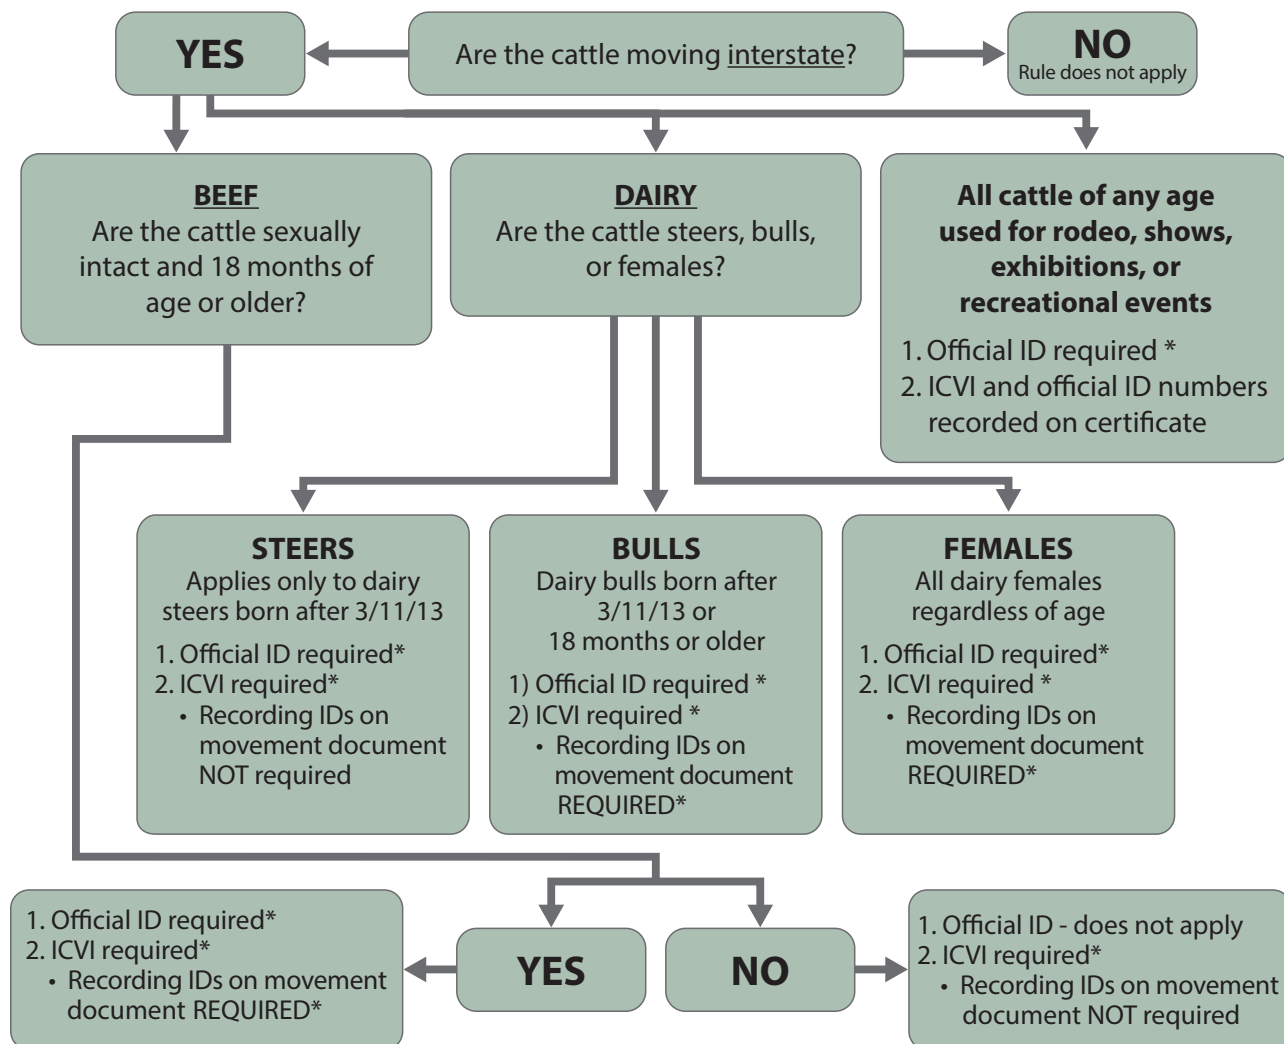 YES
Are the cattle moving interstate?
NO
Rule does not apply
BEEF
Are the cattle sexually
intact and 18 months of
age or older?
DAIRY
Are the cattle steers, bulls,
or females?
All cattle of any age
used for rodeo, shows,
exhibitions, or
recreational events
1. Official ID required *
2. ICVI and official ID numbers
recorded on certificate
STEERS
Applies only to dairy
steers born after 3/11/13
1. Official ID required*
2. ICVI required*
• Recording IDs on
movement document
NOT required
BULLS
Dairy bulls born after
3/11/13 or
18 months or older
1) Official ID required *
2) ICVI required *
• Recording IDs on
movement document
REQUIRED*
FEMALES
All dairy females
regardless of age
1. Official ID required*
2. ICVI required *
• Recording IDs on
movement document
REQUIRED*
1. Official ID required*
2. ICVI required*
• Recording IDs on movement
document REQUIRED*
YES
NO
1. Official ID - does not apply
2. ICVI required*
• Recording IDs on movement
document NOT required